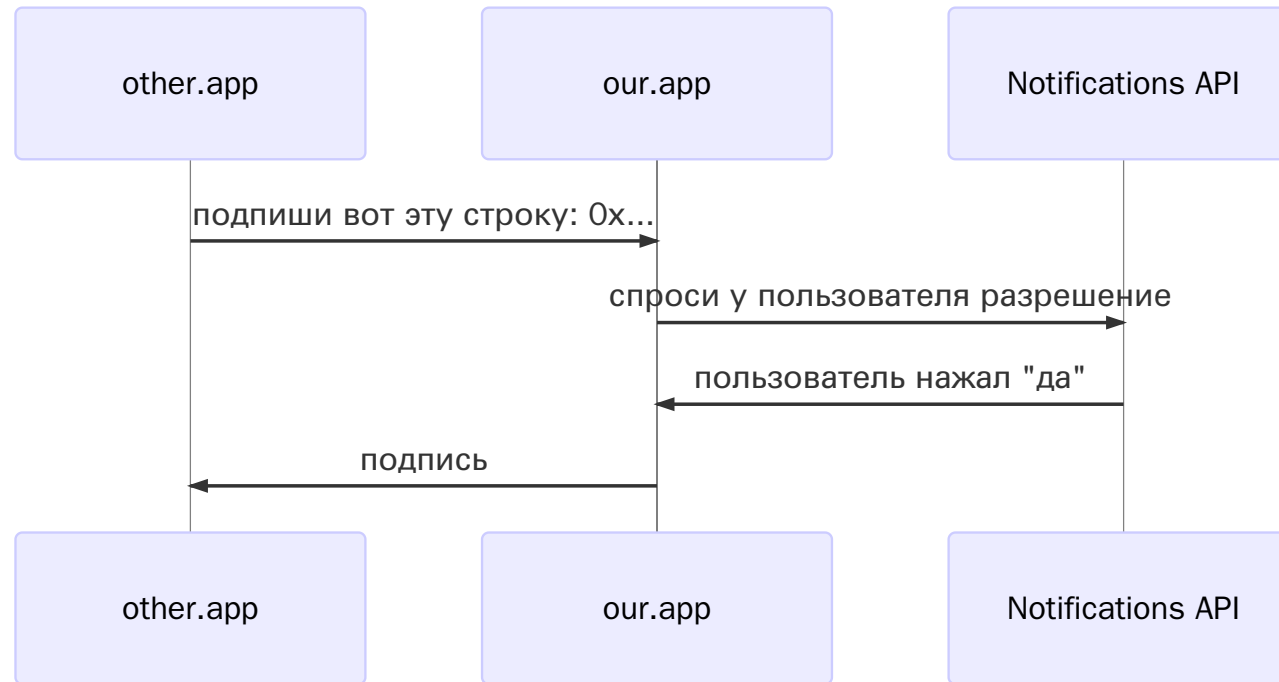 other.app
our.app
Notifications API
подпиши вот эту строку: 0x...
спроси у пользователя разрешение
пользователь нажал "да"
подпись
other.app
our.app
Notifications API